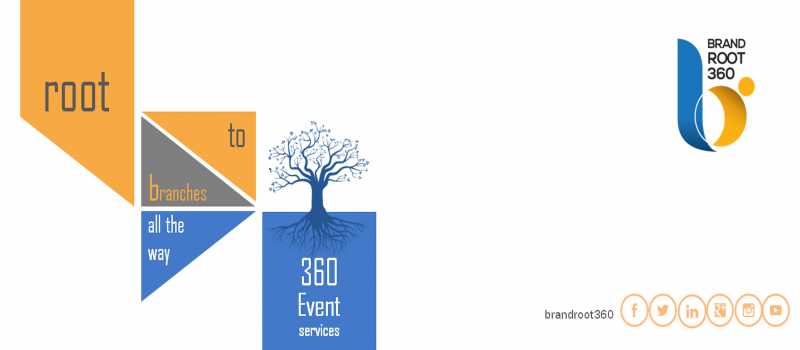 root
to
branches
all the
way
360
Event
services
BRAND
ROOT
360
brandroot360